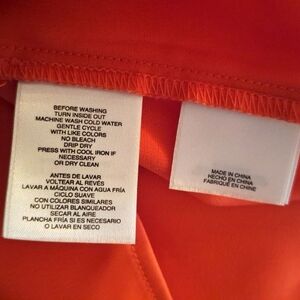 BEFORE WASHING
TURN INSIDE OUT
MACHINE WASH COLD WATER
GENTLE CYCLE
WITH LIKE COLORS
NO BLEACH
DRIP DRY
PRESS WITH COOL IRON IF
NECESSARY
OR DRY CLEAN
ANTES DE LAVAR
VOLTEAR AL REVÉS
LAVAR A MÁQUINA CON AGUA FRÍA
CICLO SUAVE
CON COLORES SIMILARES
NO UTILIZAR BLANQUEADOR
SECAR AL AIRE
PLANCHA FRÍA SI ES NECESARIO
O LAVAR EN SECO
MADE IN CHINA
HECHO EN CHINA
FABRIQUÉ EN CHINE